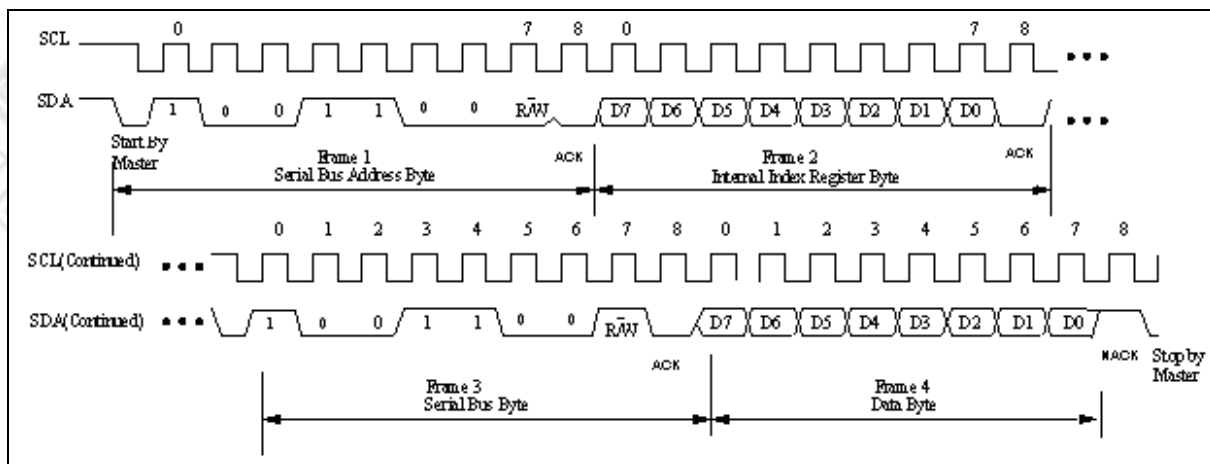 0 7 8 0 7 8
SCL
SDA
1 0 0 1 1 0 0 R/W D7 D6 D5 D4 D3 D2 D1 D0
Start By
Master
Frame 1
Serial Bus Address Byte
ACK
Frame 2
Internal Index Register Byte
ACK
0 1 2 3 4 5 6 7 8 0 1 2 3 4 5 6 7 8
SCL(Continued)
SDA(Continued)
1 0 0 1 1 0 0 R/W D7 D6 D5 D4 D3 D2 D1 D0
ACK
NACK
Stop by
Master
Frame 3
Serial Bus Byte
Frame 4
Data Byte